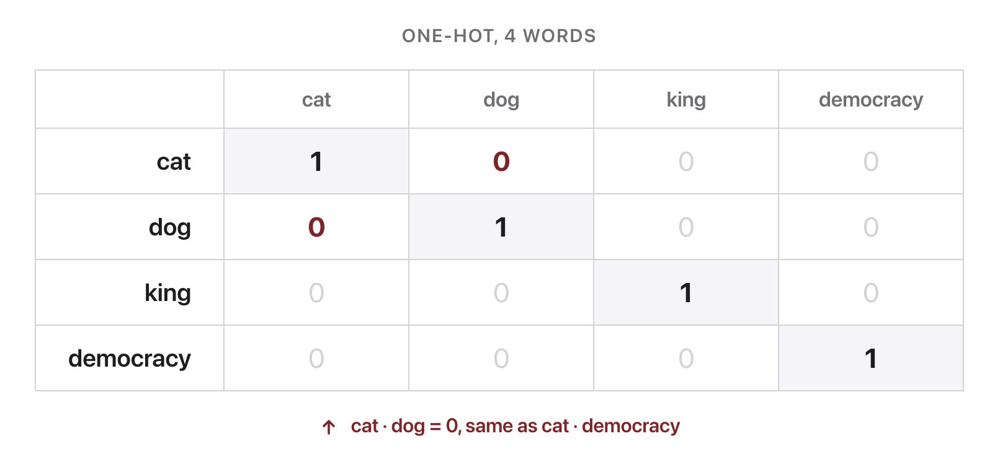 ONE-HOT, 4 WORDS
cat dog king democracy
cat 1 0 0 0
dog 0 1 0 0
king 0 0 1 0
democracy 0 0 0 1
↑ cat · dog = 0, same as cat · democracy